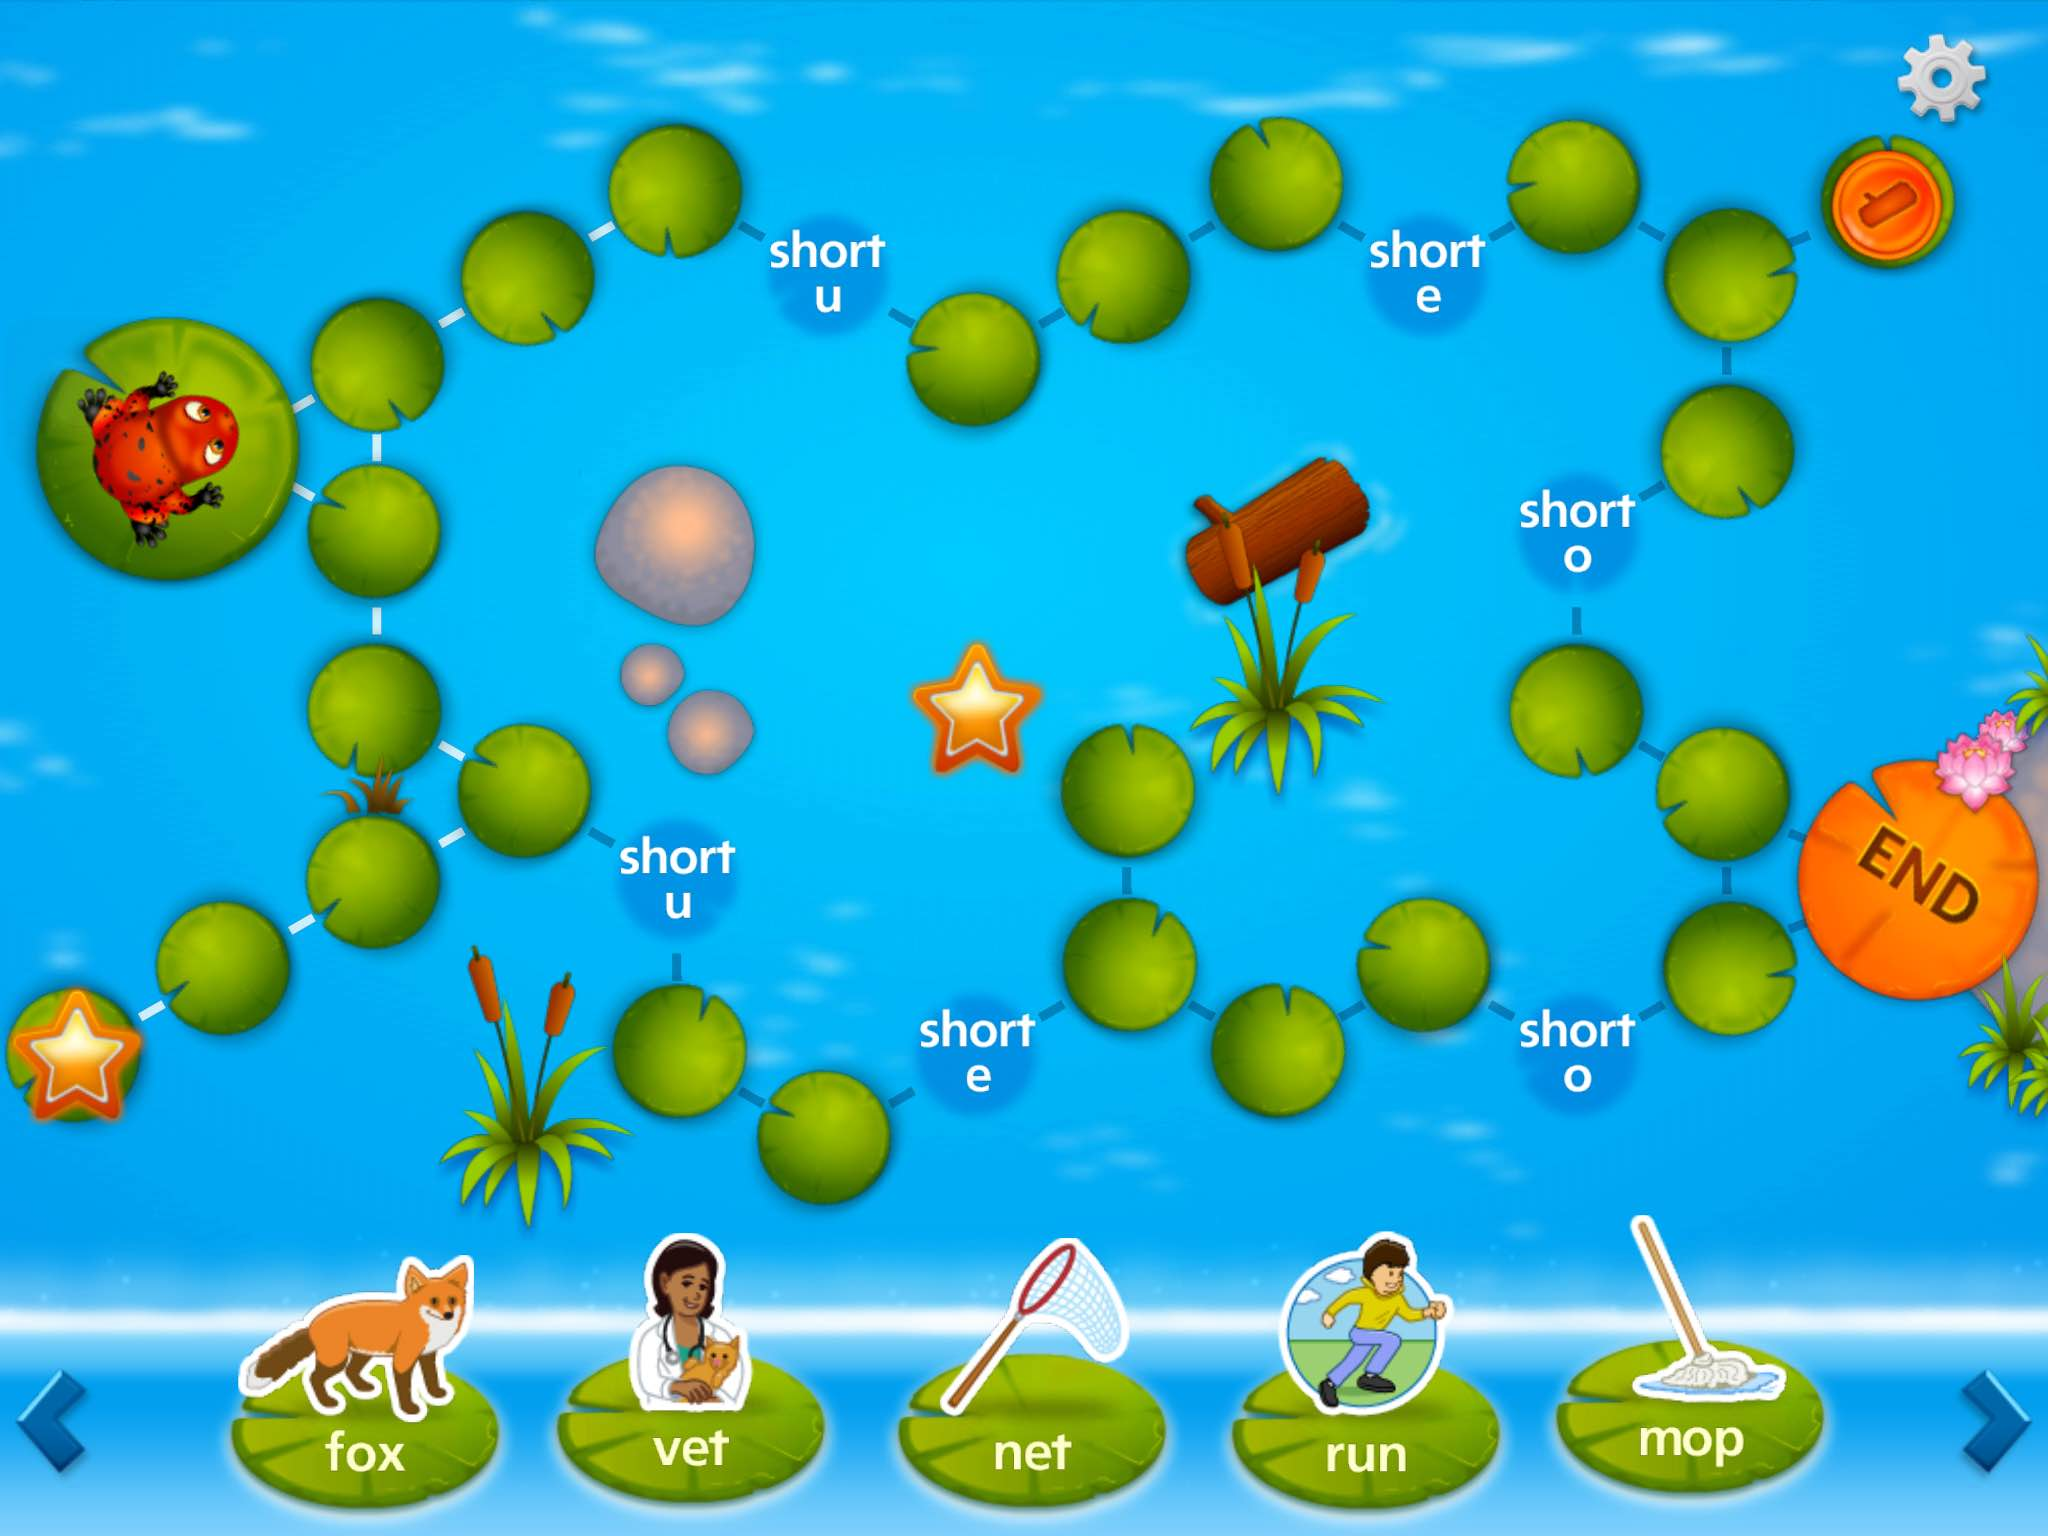 short
u
short
e
short
o
short
u
END
short
e
short
o
fox
vet
net
run
mop